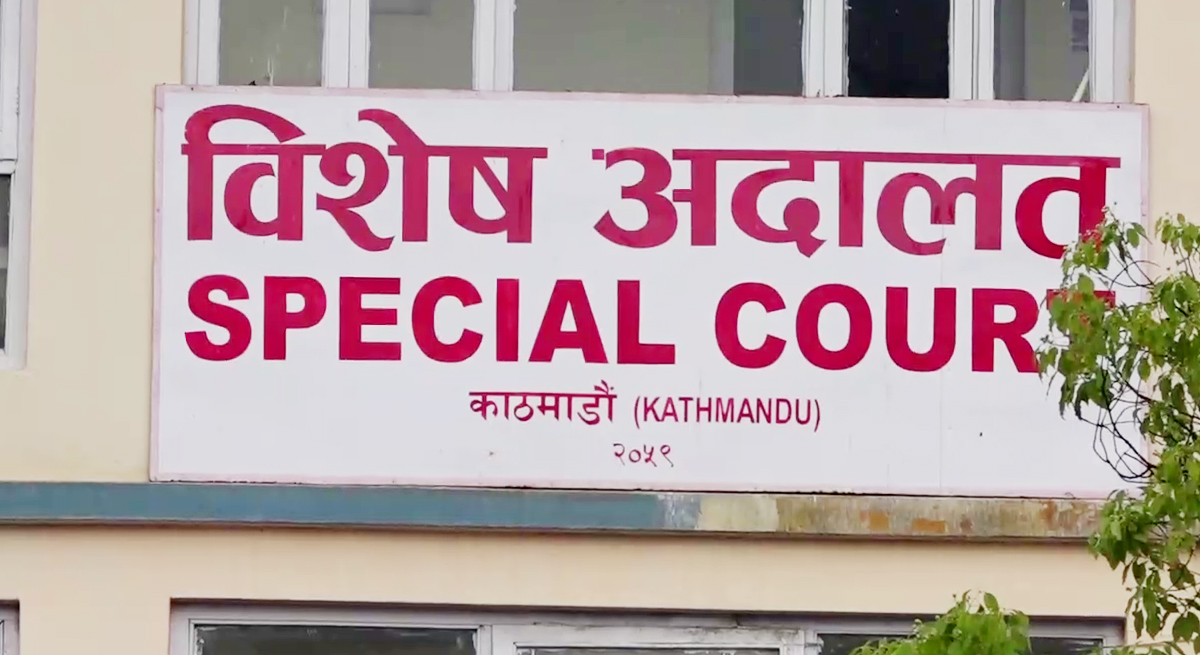 विशेष अदालत
SPECIAL COURT
काठमाडौं (KATHMANDU)
२०५९